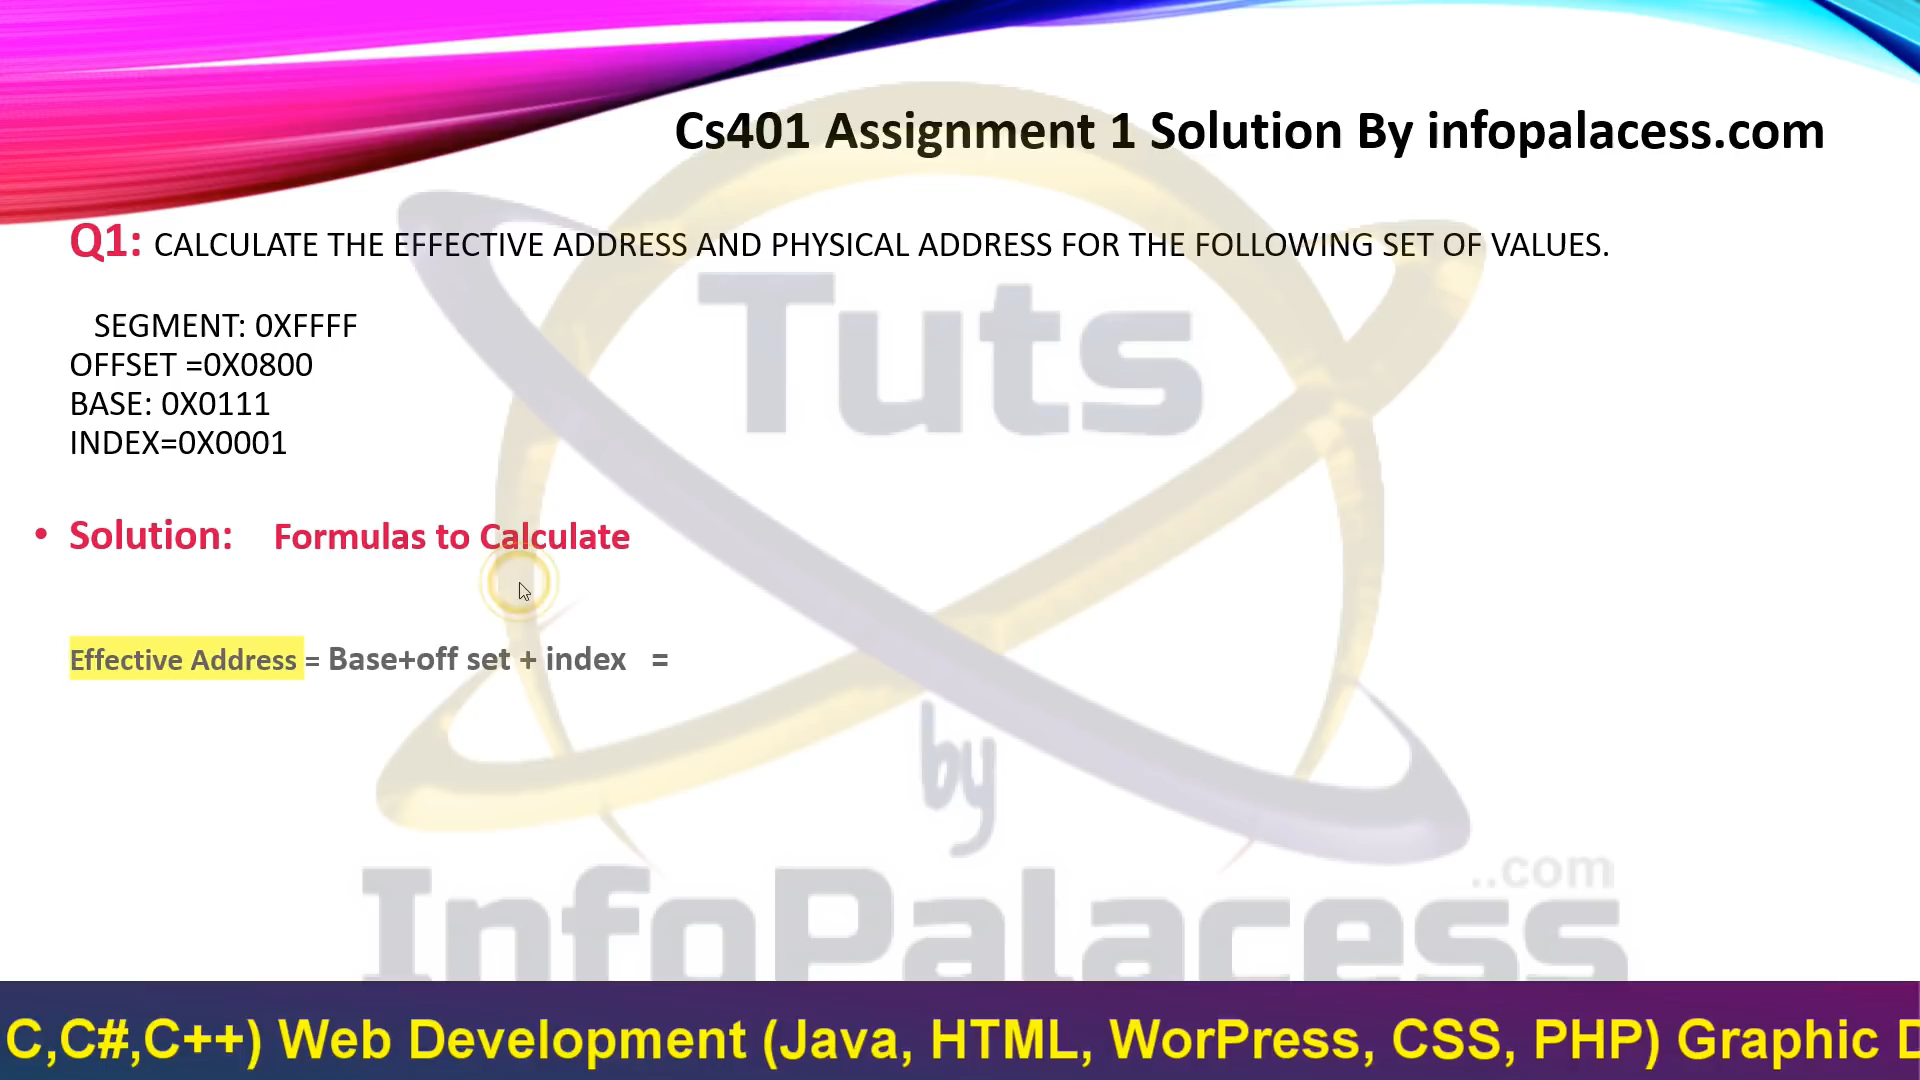 Cs401 Assignment 1 Solution By infopalacess.com
Q1: CALCULATE THE EFFECTIVE ADDRESS AND PHYSICAL ADDRESS FOR THE FOLLOWING SET OF VALUES.
SEGMENT: 0XFFFF
OFFSET =0X0800
BASE: 0X0111
INDEX=0X0001
• Solution: Formulas to Calculate
Effective Address = Base+off set + index =
Tuts
by
InfoPalacess
..com
C,C#,C++) Web Development (Java, HTML, WorPress, CSS, PHP) Graphic D